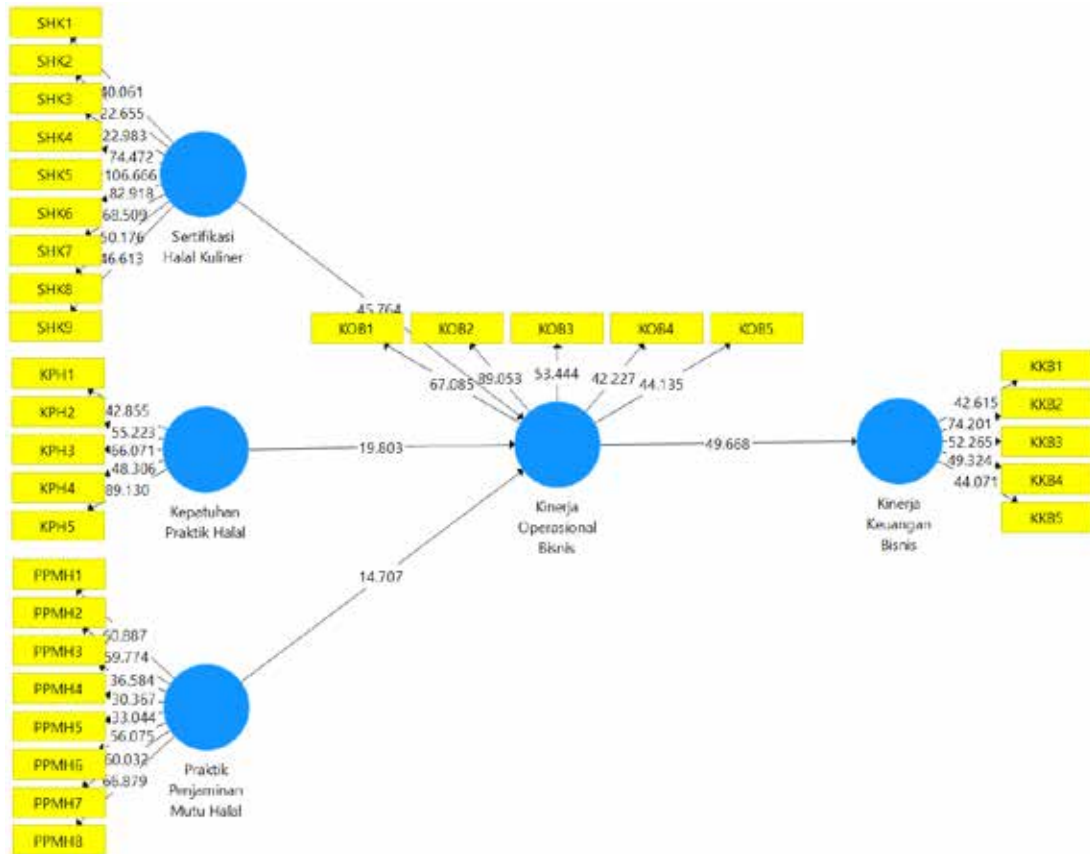 SHK1
SHK2
SHK3
SHK4
SHK5
SHK6
SHK7
SHK8
SHK9
40.061
22.655
22.983
74.472
106.666
82.918
68.509
50.176
46.613
Sertifikasi
Halal Kuliner
45.764
KPH1
KPH2
KPH3
KPH4
KPH5
42.855
55.223
66.071
48.306
89.130
Kepatuhan
Praktik Halal
19.803
PPMH1
PPMH2
PPMH3
PPMH4
PPMH5
PPMH6
PPMH7
PPMH8
60.887
36.584
30.367
33.044
56.075
60.032
66.879
Praktik
Penjaminan
Mutu Halal
14.707
KOB1
KOB2
KOB3
KOB4
KOB5
67.085
53.444
42.227
44.135
Kinerja
Operasional
Bisnis
49.668
Kinerja
Keuangan
Bisnis
42.615
74.201
52.265
49.324
44.071
KKB1
KKB2
KKB3
KKB4
KKB5